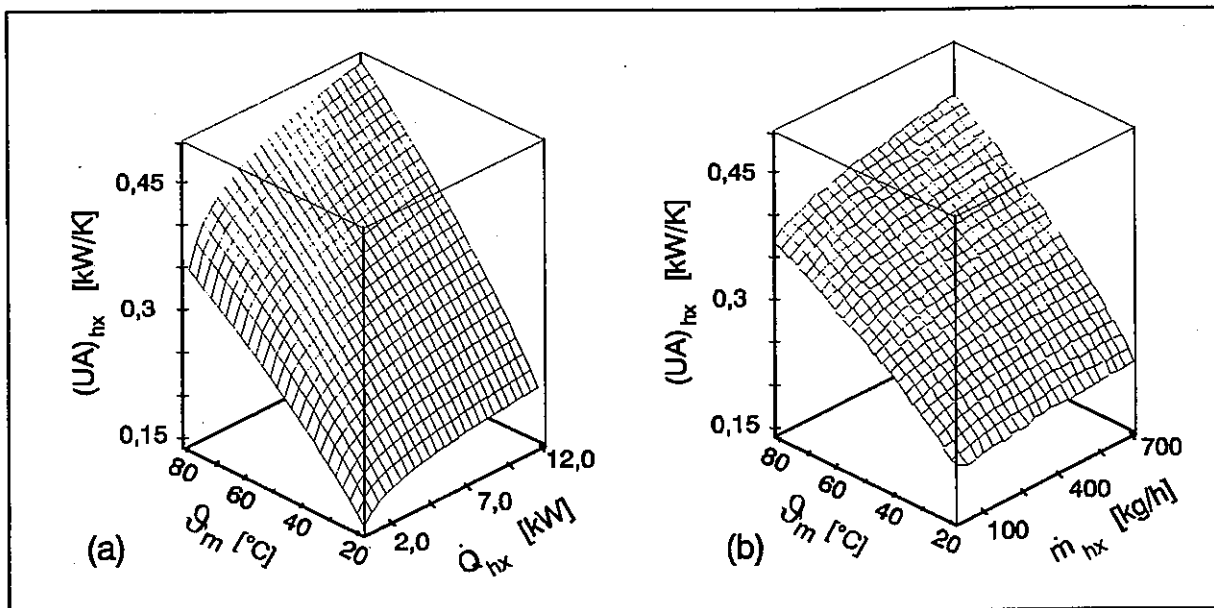 0,45
0,3
0,15
(UA)hx [kW/K]
80
60
40
20
ϑm [°C]
2,0
7,0
12,0
Q̇hx [kW]
(a)
0,45
0,3
0,15
(UA)hx [kW/K]
80
60
40
20
ϑm [°C]
100
400
700
ṁhx [kg/h]
(b)